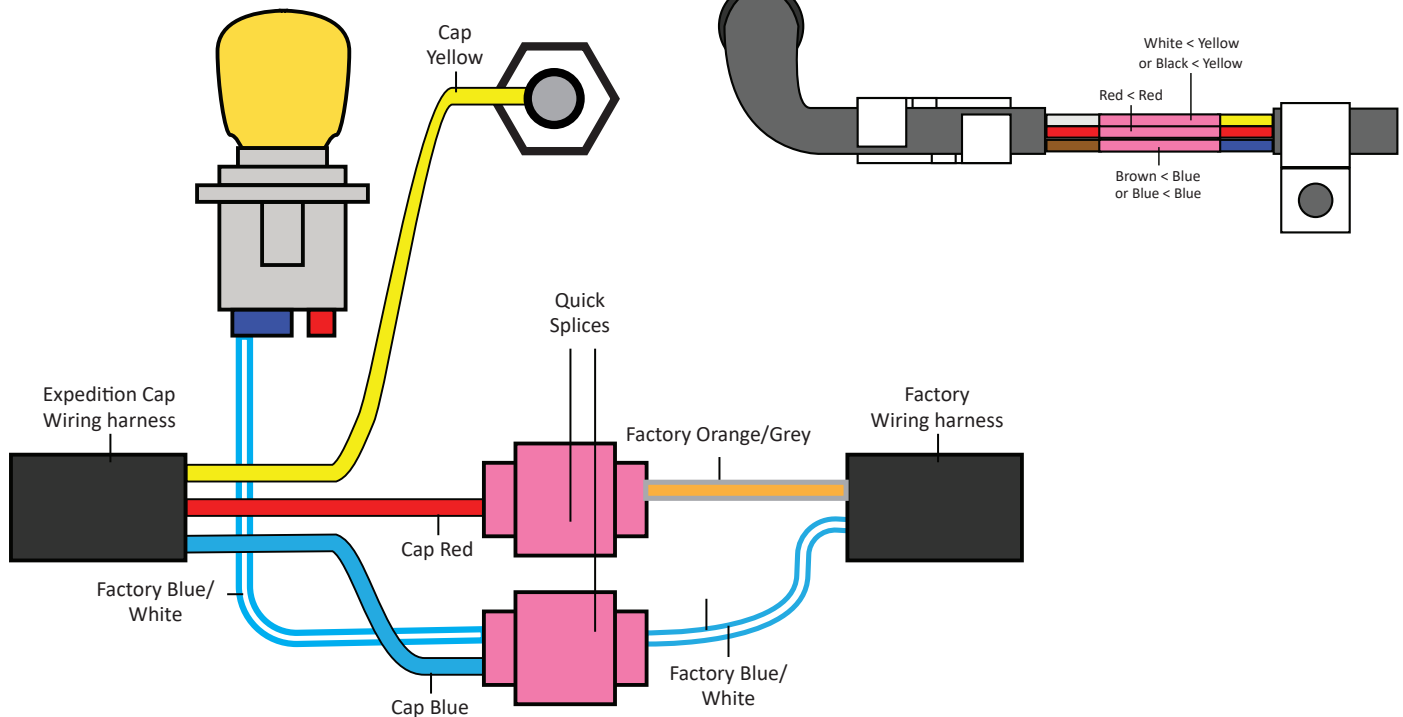 Cap
Yellow
White < Yellow
or Black < Yellow
Red < Red
Brown < Blue
or Blue < Blue
Quick
Splices
Expedition Cap
Wiring harness
Factory
Wiring harness
Factory Orange/Grey
Cap Red
Factory Blue/
White
Factory Blue/
White
Cap Blue